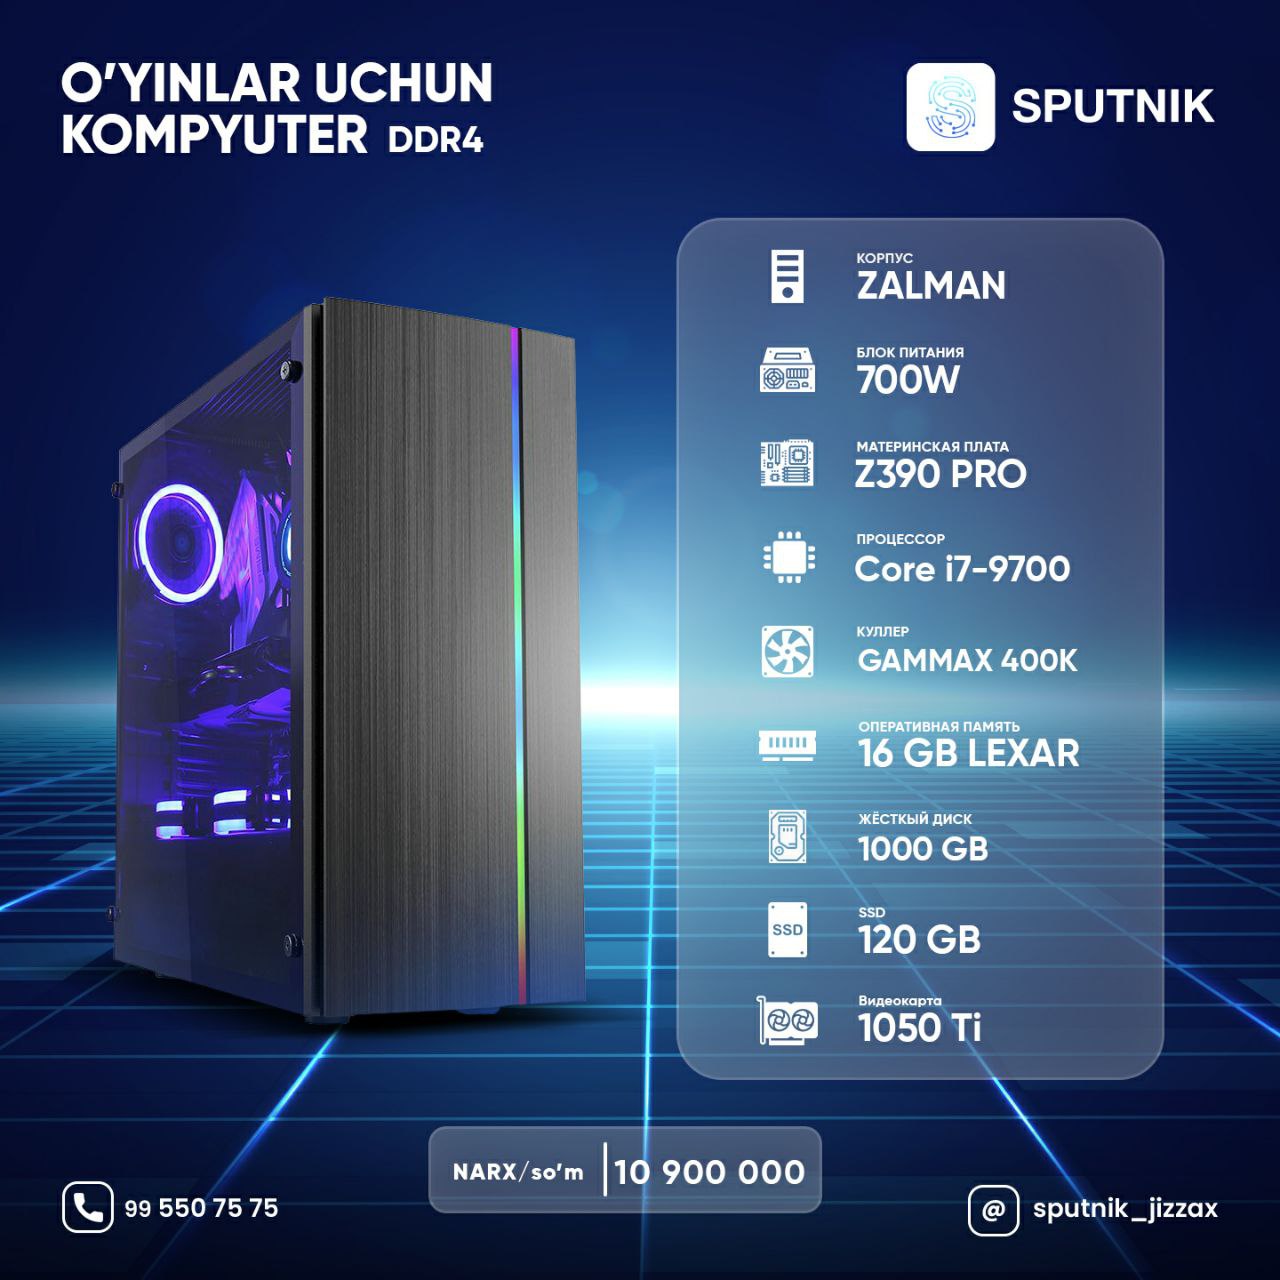 O'YINLAR UCHUN
KOMPYUTER DDR4
SPUTNIK
КОРПУС
ZALMAN
БЛОК ПИТАНИЯ
700W
МАТЕРИНСКАЯ ПЛАТА
Z390 PRO
ПРОЦЕССОР
Core i7-9700
КУЛЛЕР
GAMMAX 400K
ОПЕРАТИВНАЯ ПАМЯТЬ
16 GB LEXAR
ЖЁСТКЫЙ ДИСК
1000 GB
SSD
SSD
120 GB
Видеокарта
1050 Ti
NARX/so'm 10 900 000
99 550 75 75
@ sputnik_jizzax